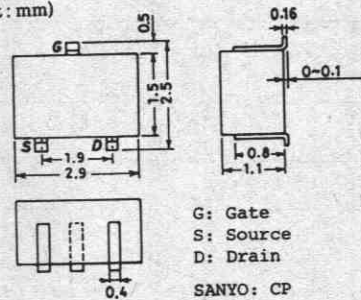 : mm)
0.16
G
0.5
1.5
2.5
0~0.1
S
D
1.9
2.9
0.8
1.1
0.4
G: Gate
S: Source
D: Drain
SANYO: CP